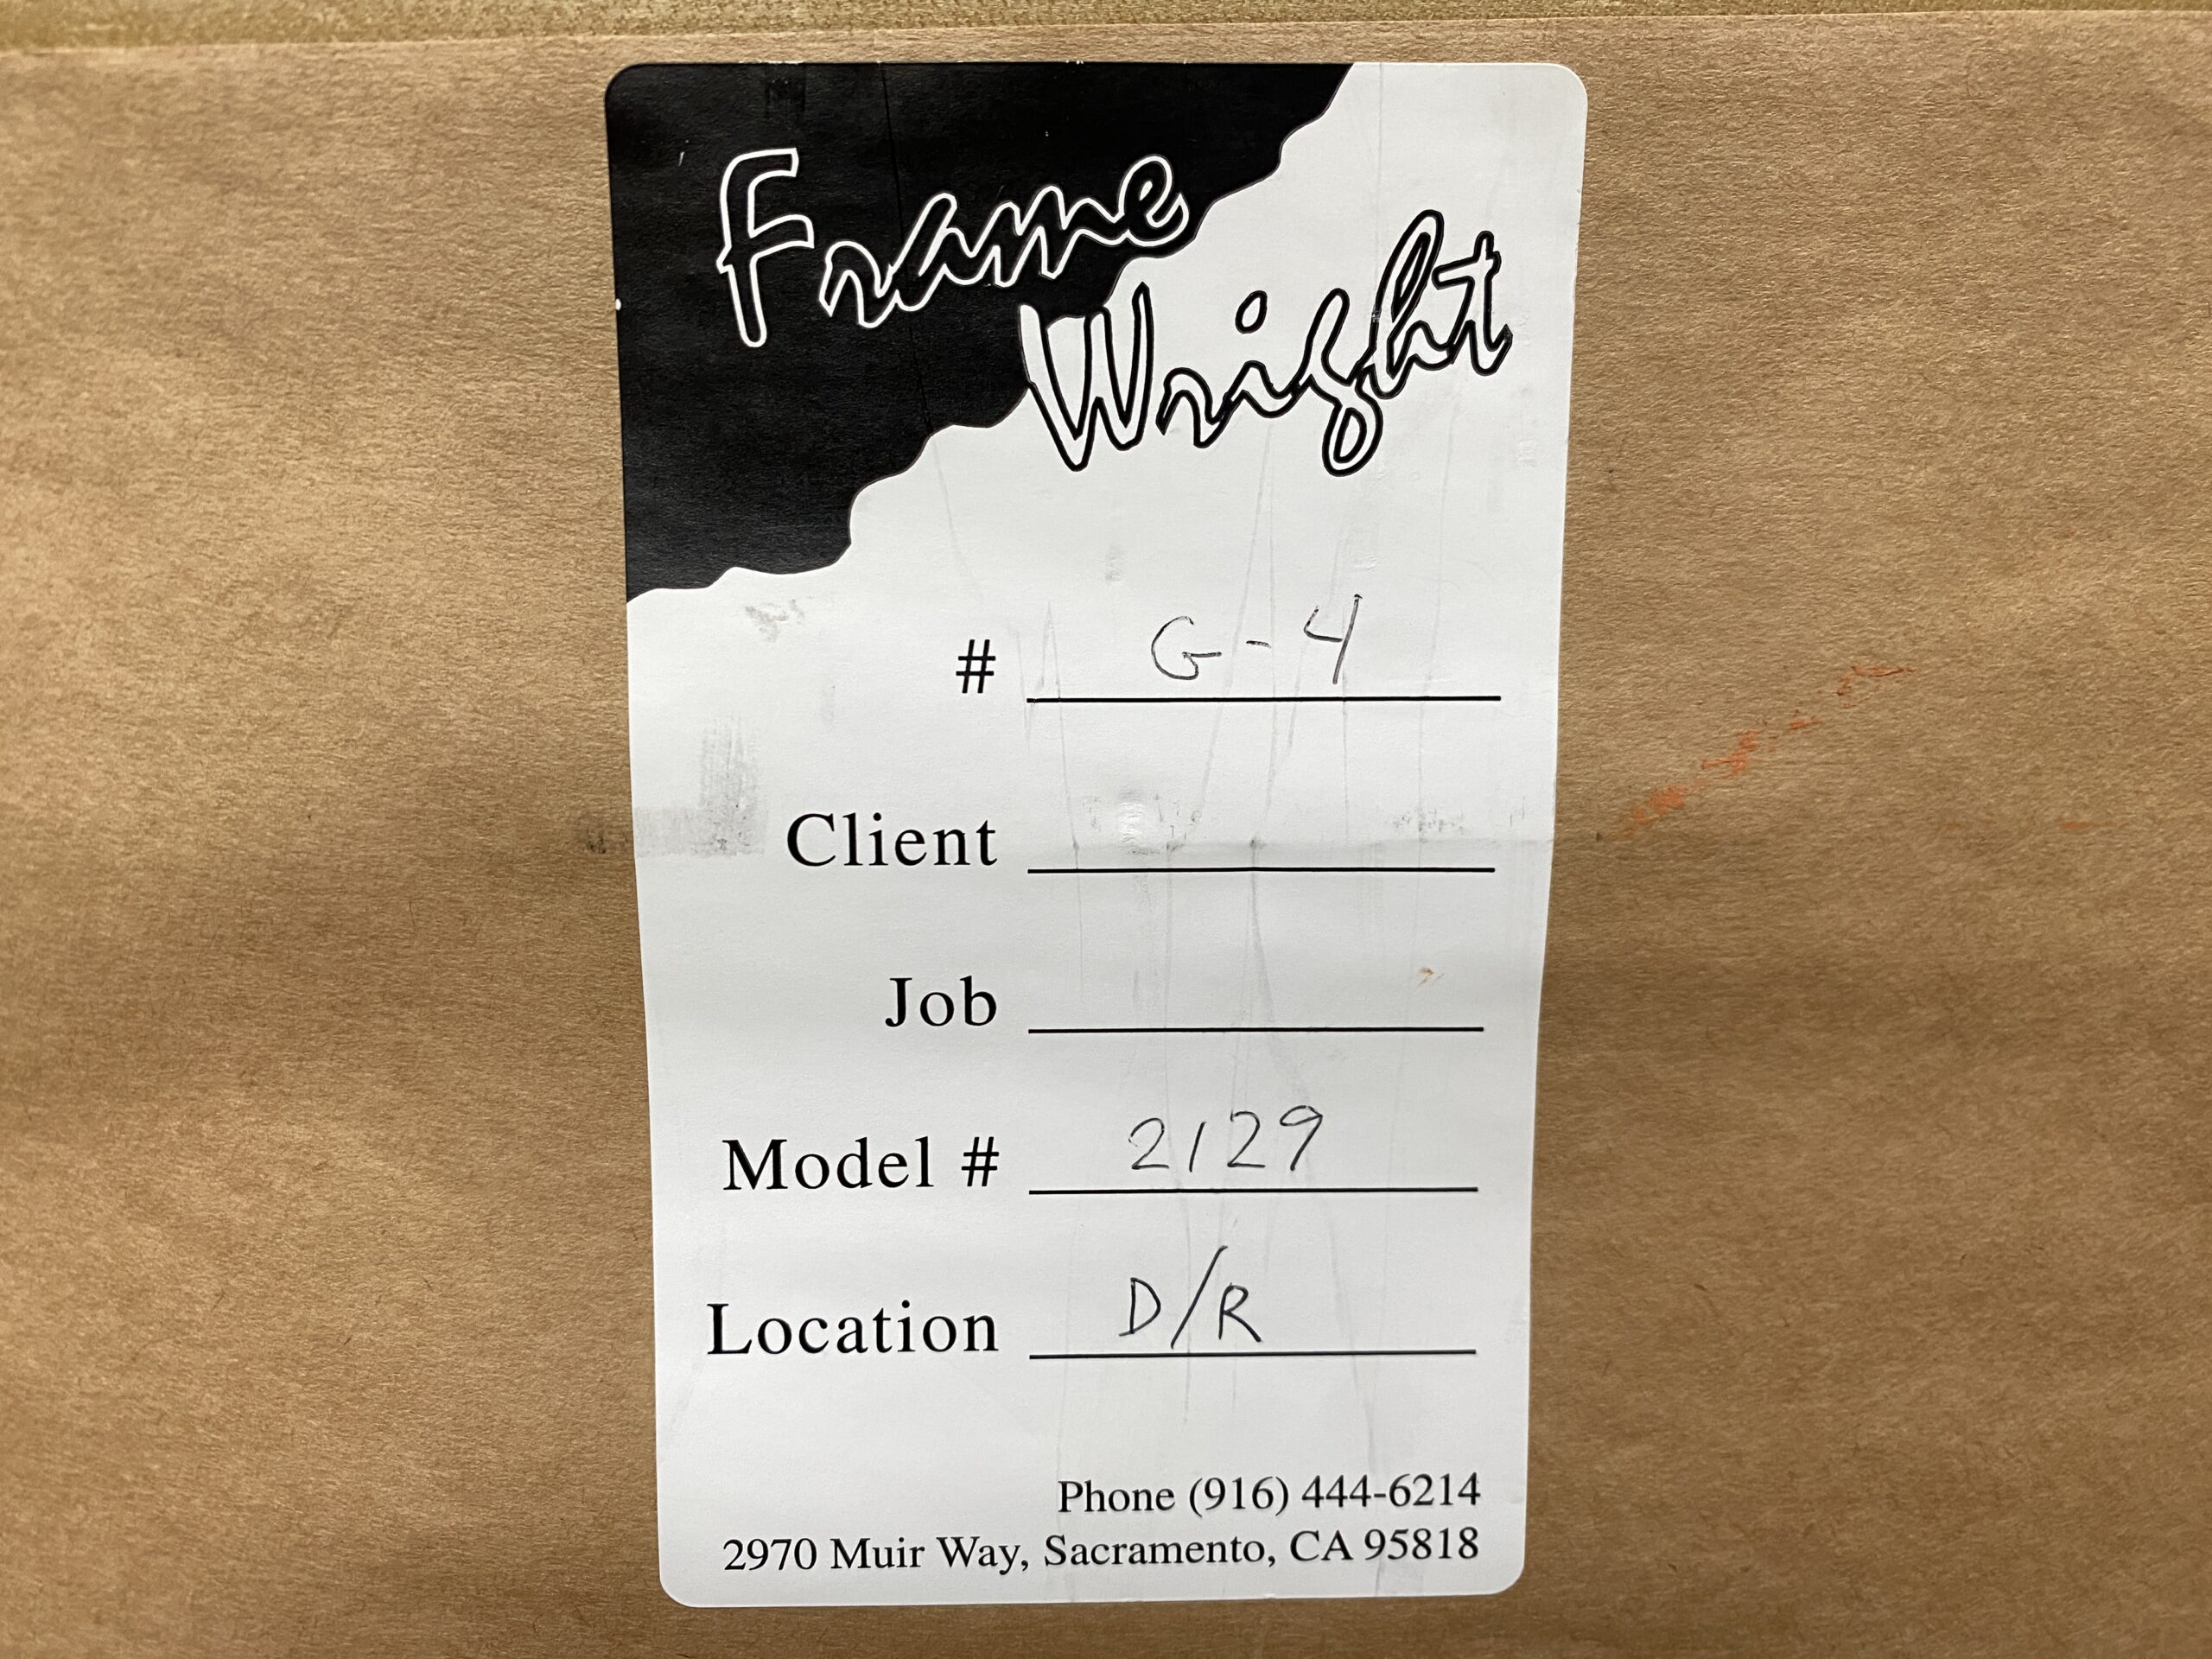 Frame
Wright
# G-4
Client
Job
Model # 2129
Location D/R
Phone (916) 444-6214
2970 Muir Way, Sacramento, CA 95818